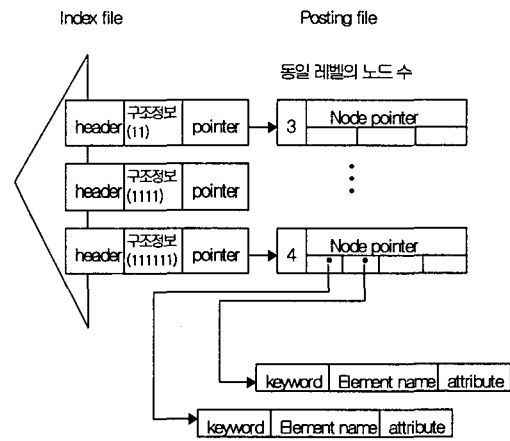 Index file
Posting file
동일 레벨의 노드 수
header 구조정보 (11) pointer
3 Node pointer
header 구조정보 (1111) pointer
header 구조정보 (111111) pointer
4 Node pointer
keyword Element name attribute
keyword Element name attribute